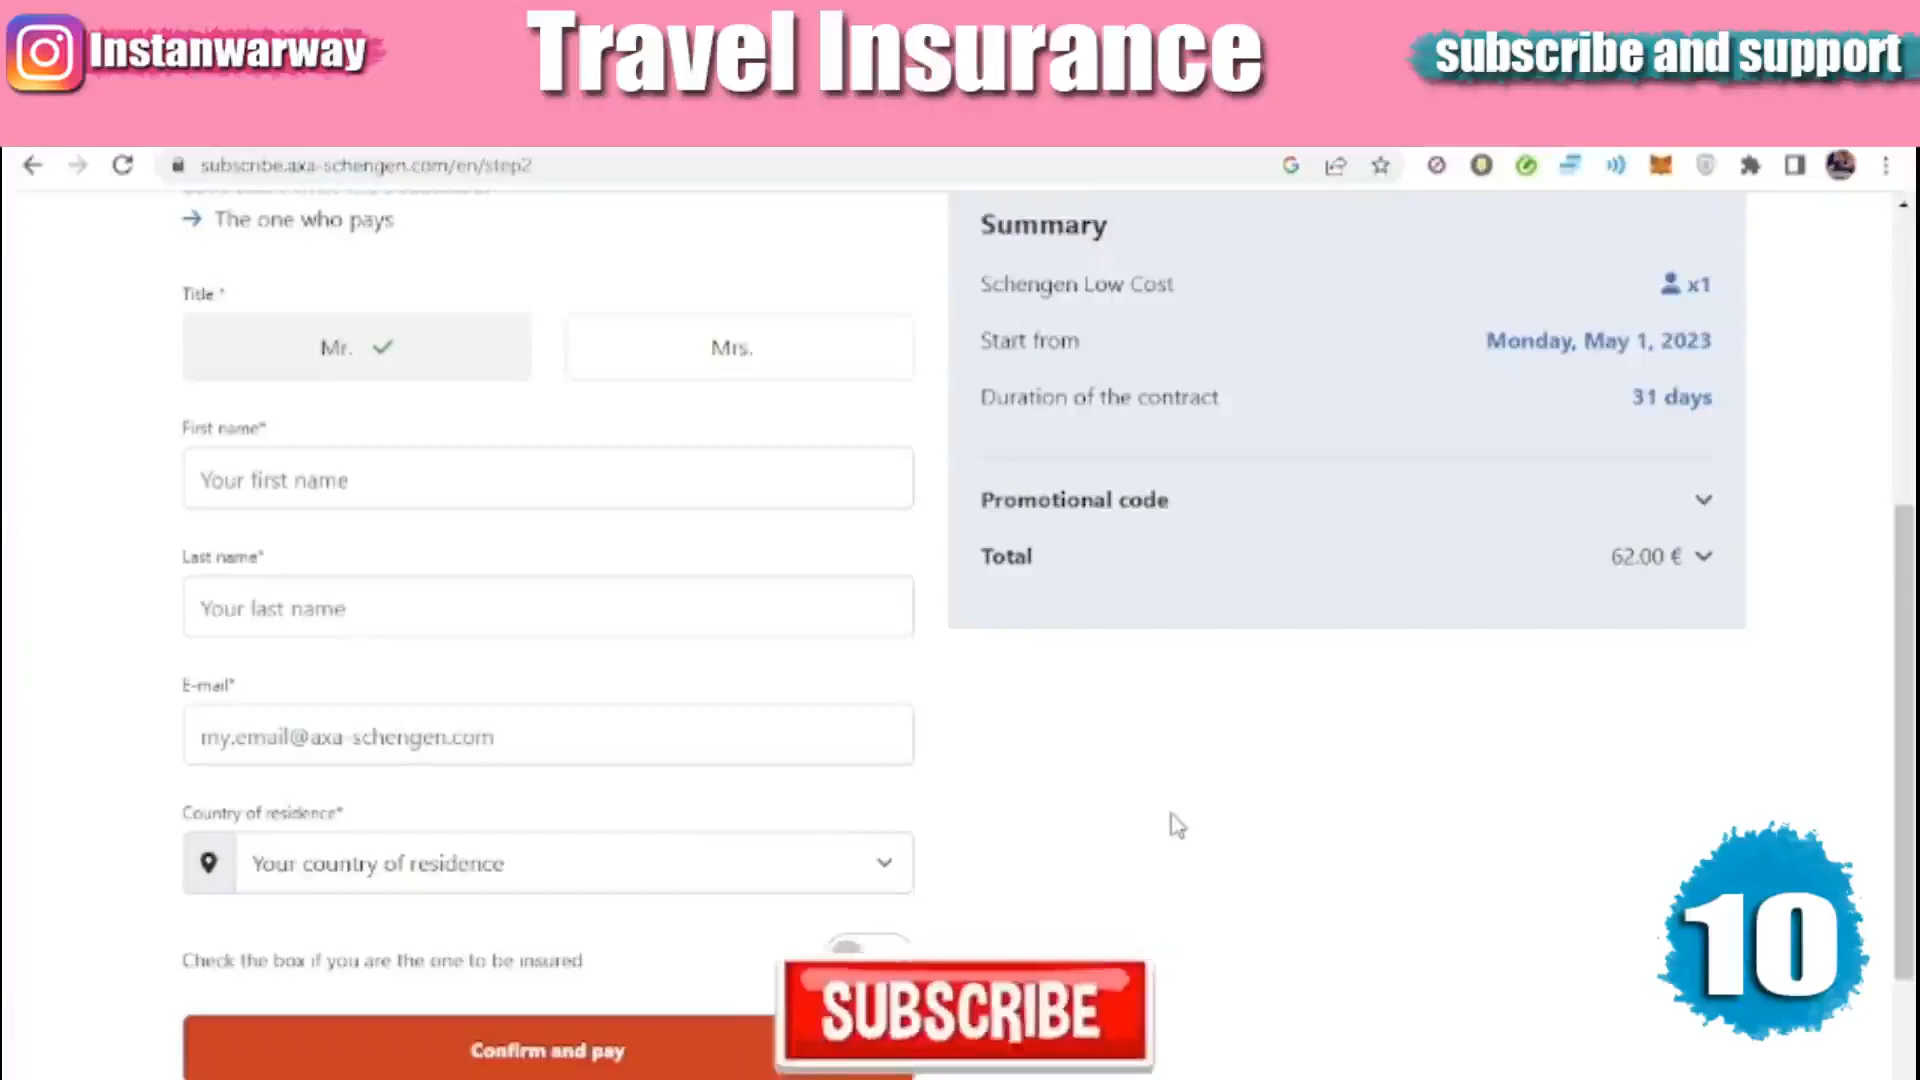 Instanwarway
Travel Insurance
subscribe and support
subscribe.axa-schengen.com/en/step2
The one who pays
Title *
Mr.
Mrs.
First name*
Your first name
Last name*
Your last name
E-mail*
my.email@axa-schengen.com
Country of residence*
Your country of residence
Check the box if you are the one to be insured
Confirm and pay
Summary
Schengen Low Cost
x1
Start from
Monday, May 1, 2023
Duration of the contract
31 days
Promotional code
Total
62.00 €
SUBSCRIBE
10